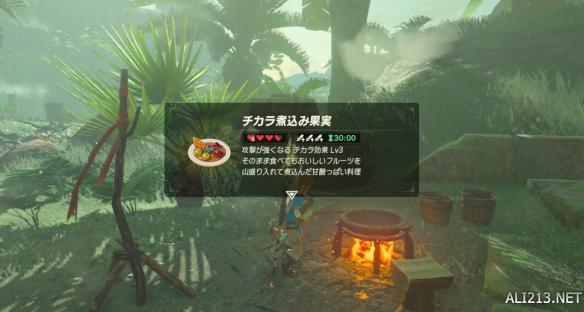 チカラ煮込み果実
30:00
攻撃が強くなる チカラ効果 Lv3
そのまま食べてもおいしいフルーツを
山盛り入れて煮込んだ甘酸っぱい料理
ALI213.NET